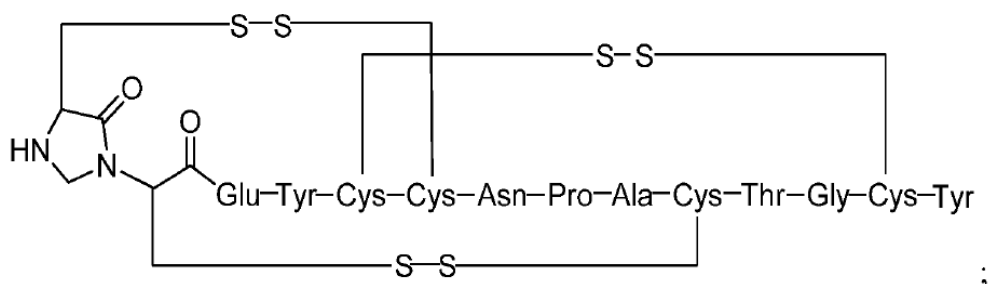 S–S
S–S
O
O
HN
N
Glu–Tyr–Cys–Cys–Asn–Pro–Ala–Cys–Thr–Gly–Cys–Tyr
S–S
;